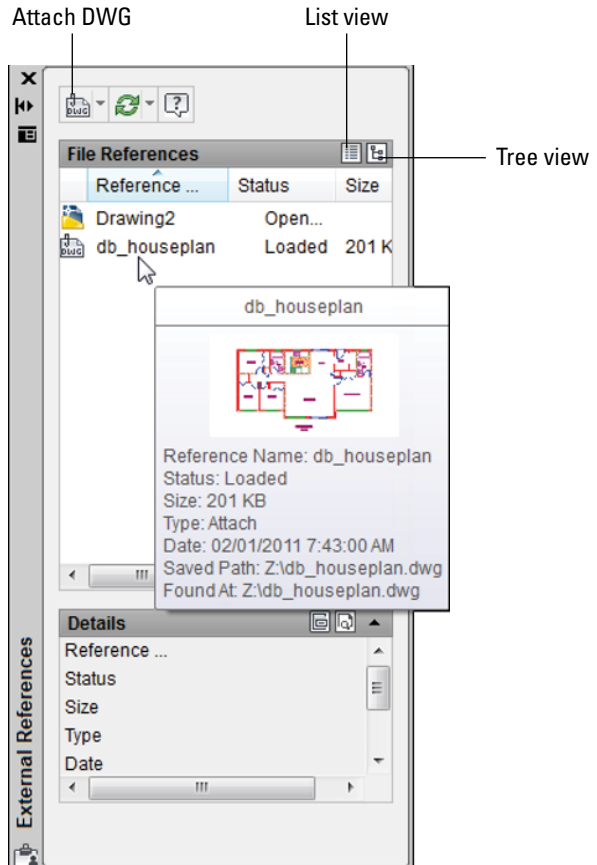 Attach DWG
List view
Tree view
DWG
File References
Reference ...
Status
Size
Drawing2
Open...
DWG
db_houseplan
Loaded
201 K
db_houseplan
Reference Name: db_houseplan
Status: Loaded
Size: 201 KB
Type: Attach
Date: 02/01/2011 7:43:00 AM
Saved Path: Z:\db_houseplan.dwg
Found At: Z:\db_houseplan.dwg
Details
Reference ...
Status
Size
Type
Date
External References